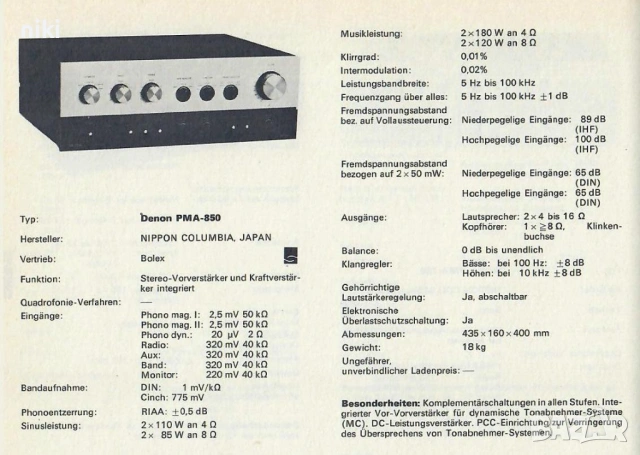 niki
Typ: Denon PMA-850
Hersteller: NIPPON COLUMBIA, JAPAN
Vertrieb: Bolex
Funktion: Stereo-Vorverstärker und Kraftverstär-
ker integriert
Quadrofonie-Verfahren: —
Eingänge: Phono mag. I: 2,5 mV 50 kΩ
Phono mag. II: 2,5 mV 50 kΩ
Phono dyn.: 20 µV 2 Ω
Radio: 320 mV 40 kΩ
Aux: 320 mV 40 kΩ
Band: 320 mV 40 kΩ
Monitor: 220 mV 40 kΩ
Bandaufnahme: DIN: 1 mV/kΩ
Cinch: 775 mV
Phonoentzerrung: RIAA: ±0,5 dB
Sinusleistung: 2×110 W an 4 Ω
2× 85 W an 8 Ω
Musikleistung: 2×180 W an 4 Ω
2×120 W an 8 Ω
Klirrgrad: 0,01%
Intermodulation: 0,02%
Leistungsbandbreite: 5 Hz bis 100 kHz
Frequenzgang über alles: 5 Hz bis 100 kHz ±1 dB
Fremdspannungsabstand
bez. auf Vollaussteuerung: Niederpegelige Eingänge: 89 dB
(IHF)
Hochpegelige Eingänge: 100 dB
(IHF)
Fremdspannungsabstand
bezogen auf 2×50 mW: Niederpegelige Eingänge: 65 dB
(DIN)
Hochpegelige Eingänge: 65 dB
(DIN)
Ausgänge: Lautsprecher: 2×4 bis 16 Ω
Kopfhörer: 1×≧8 Ω, Klinken-
buchse
Balance: 0 dB bis unendlich
Klangregler: Bässe: bei 100 Hz: ±8 dB
Höhen: bei 10 kHz ±8 dB
Gehörrichtige
Lautstärkeregelung: Ja, abschaltbar
Elektronische
Überlastschutzschaltung: Ja
Abmessungen: 435×160×400 mm
Gewicht: 18 kg
Ungefährer,
unverbindlicher Ladenpreis: —
Besonderheiten: Komplementärschaltungen in allen Stufen. Inte-
grierter Vor-Vorverstärker für dynamische Tonabnehmer-Systeme
(MC). DC-Leistungsverstärker. PCC-Einrichtung zur Verringerung
des Übersprechens von Tonabnehmer-Systemen.